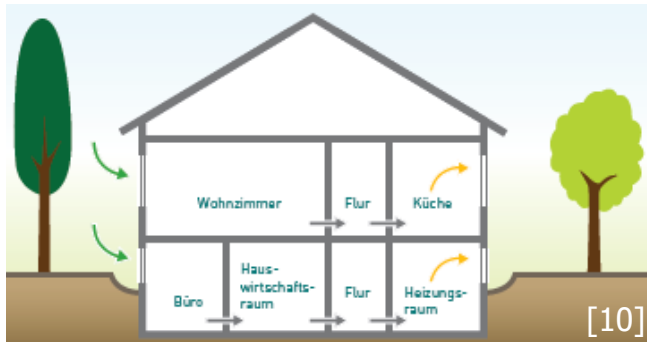 Wohnzimmer
Flur
Küche
Büro
Haus-
wirtschafts-
raum
Flur
Heizungs-
raum
[10]